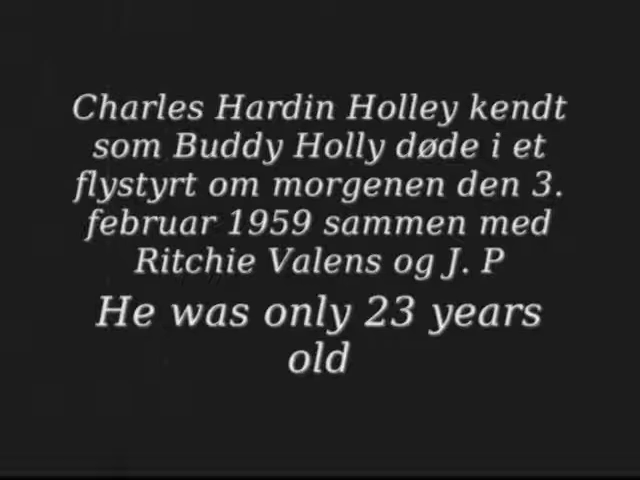 Charles Hardin Holley kendt
som Buddy Holly døde i et
flystyrt om morgenen den 3.
februar 1959 sammen med
Ritchie Valens og J. P
He was only 23 years
old